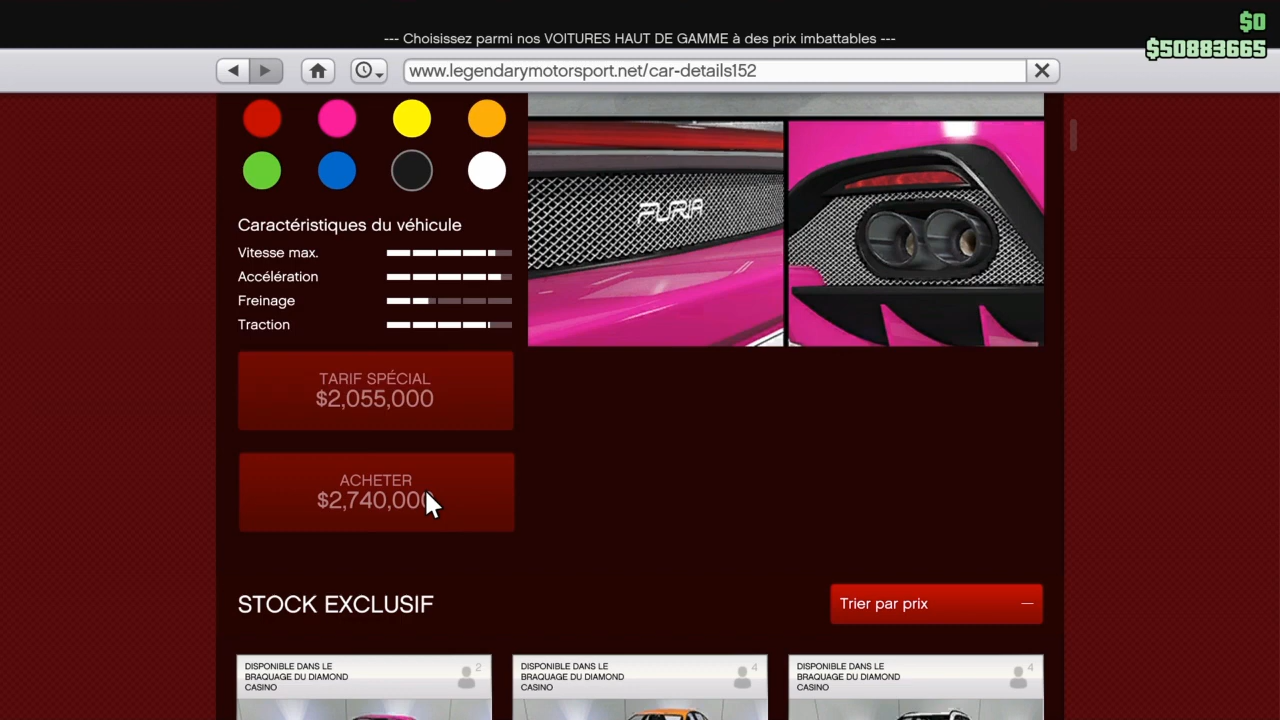 $0
$50883665
--- Choisissez parmi nos VOITURES HAUT DE GAMME à des prix imbattables ---
www.legendarymotorsport.net/car-details152
FURIA
Caractéristiques du véhicule
Vitesse max.
Accélération
Freinage
Traction
TARIF SPÉCIAL
$2,055,000
ACHETER
$2,740,000
STOCK EXCLUSIF
Trier par prix
DISPONIBLE DANS LE
BRAQUAGE DU DIAMOND
CASINO
2
DISPONIBLE DANS LE
BRAQUAGE DU DIAMOND
CASINO
4
DISPONIBLE DANS LE
BRAQUAGE DU DIAMOND
CASINO
4